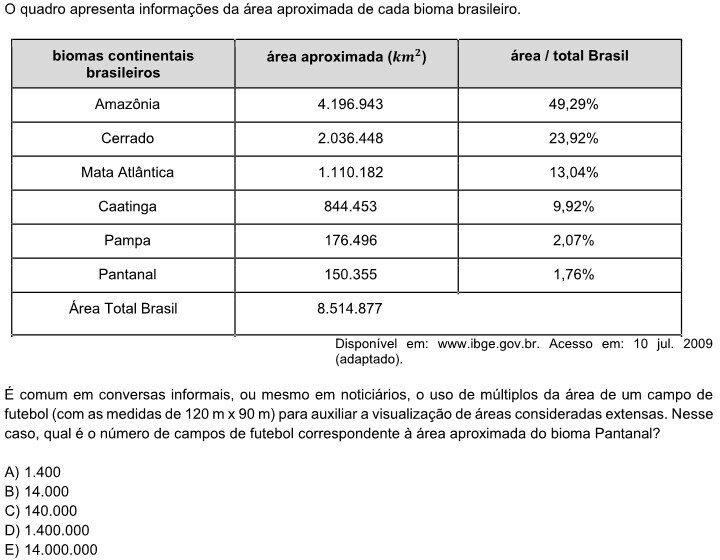 O quadro apresenta informações da área aproximada de cada bioma brasileiro.
biomas continentais brasileiros	área aproximada (km²)	área / total Brasil
Amazônia	4.196.943	49,29%
Cerrado	2.036.448	23,92%
Mata Atlântica	1.110.182	13,04%
Caatinga	844.453	9,92%
Pampa	176.496	2,07%
Pantanal	150.355	1,76%
Área Total Brasil	8.514.877
Disponível em: www.ibge.gov.br. Acesso em: 10 jul. 2009
(adaptado).
É comum em conversas informais, ou mesmo em noticiários, o uso de múltiplos da área de um campo de
futebol (com as medidas de 120 m x 90 m) para auxiliar a visualização de áreas consideradas extensas. Nesse
caso, qual é o número de campos de futebol correspondente à área aproximada do bioma Pantanal?
A) 1.400
B) 14.000
C) 140.000
D) 1.400.000
E) 14.000.000